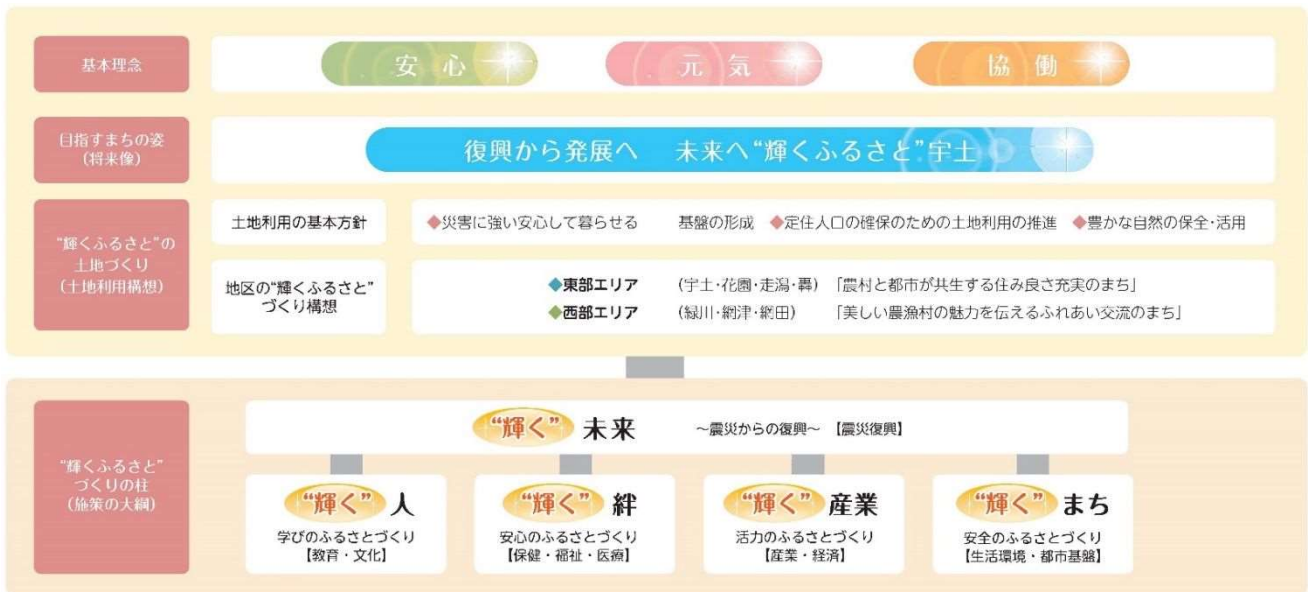 基本理念
安心
元気
協働
目指すまちの姿
(将来像)
復興から発展へ 未来へ“輝くふるさと”宇土
“輝くふるさと”の
土地づくり
(土地利用構想)
土地利用の基本方針
◆災害に強い安心して暮らせる 基盤の形成 ◆定住人口の確保のための土地利用の推進 ◆豊かな自然の保全・活用
地区の“輝くふるさと”
づくり構想
◆東部エリア (宇土・花園・走潟・轟) 「農村と都市が共生する住み良さ充実のまち」
◆西部エリア (緑川・網津・網田) 「美しい農漁村の魅力を伝えるふれあい交流のまち」
“輝くふるさと”
づくりの柱
(施策の大綱)
“輝く”未来 ～震災からの復興～ 【震災復興】
“輝く”人
学びのふるさとづくり
【教育・文化】
“輝く”絆
安心のふるさとづくり
【保健・福祉・医療】
“輝く”産業
活力のふるさとづくり
【産業・経済】
“輝く”まち
安全のふるさとづくり
【生活環境・都市基盤】